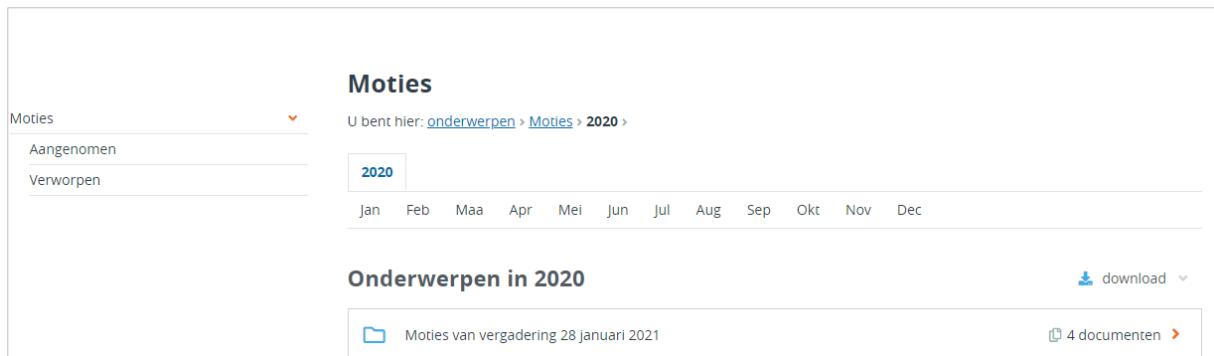 Moties
Aangenomen
Verworpen
Moties
U bent hier: onderwerpen › Moties › 2020 ›
2020
Jan Feb Maa Apr Mei Jun Jul Aug Sep Okt Nov Dec
Onderwerpen in 2020
download
Moties van vergadering 28 januari 2021
4 documenten